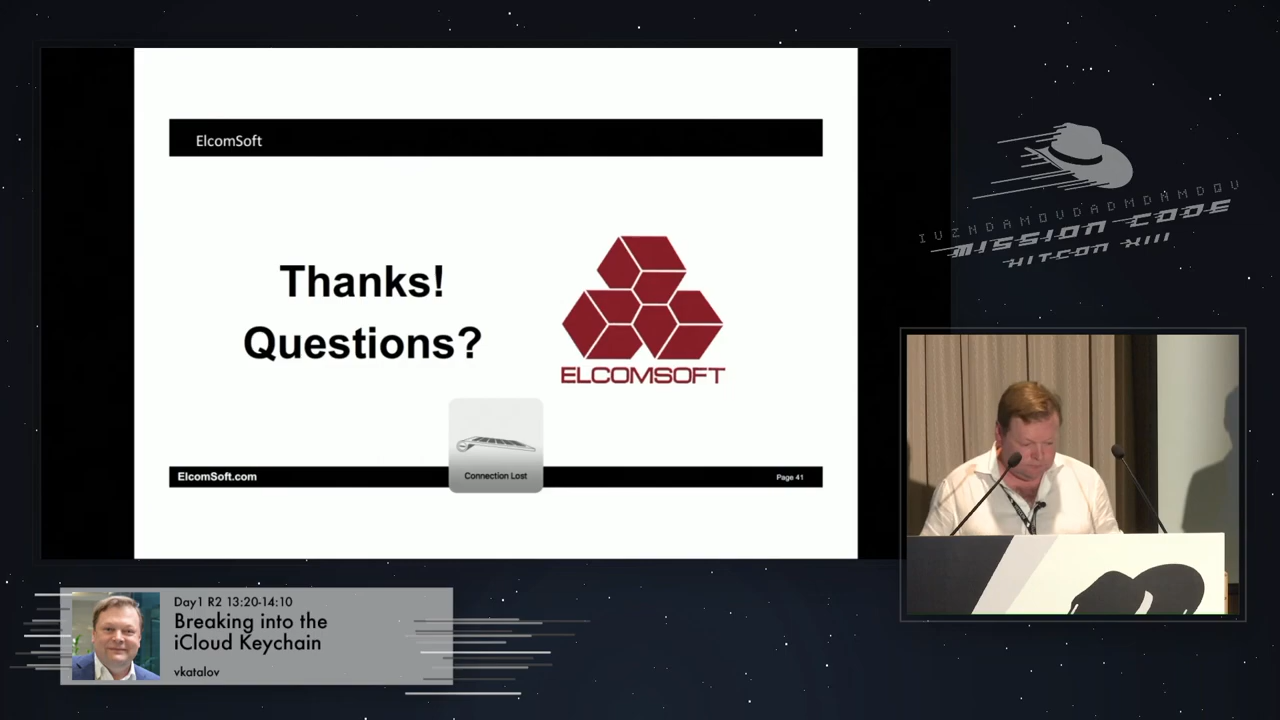 ElcomSoft
Thanks!
Questions?
ELCOMSOFT
Connection Lost
ElcomSoft.com
Page 41
IVZNDAMOVDADMDNMDQV
MISSION CODE
HITCON XIII
Day1 R2 13:20-14:10
Breaking into the
iCloud Keychain
vkatalov